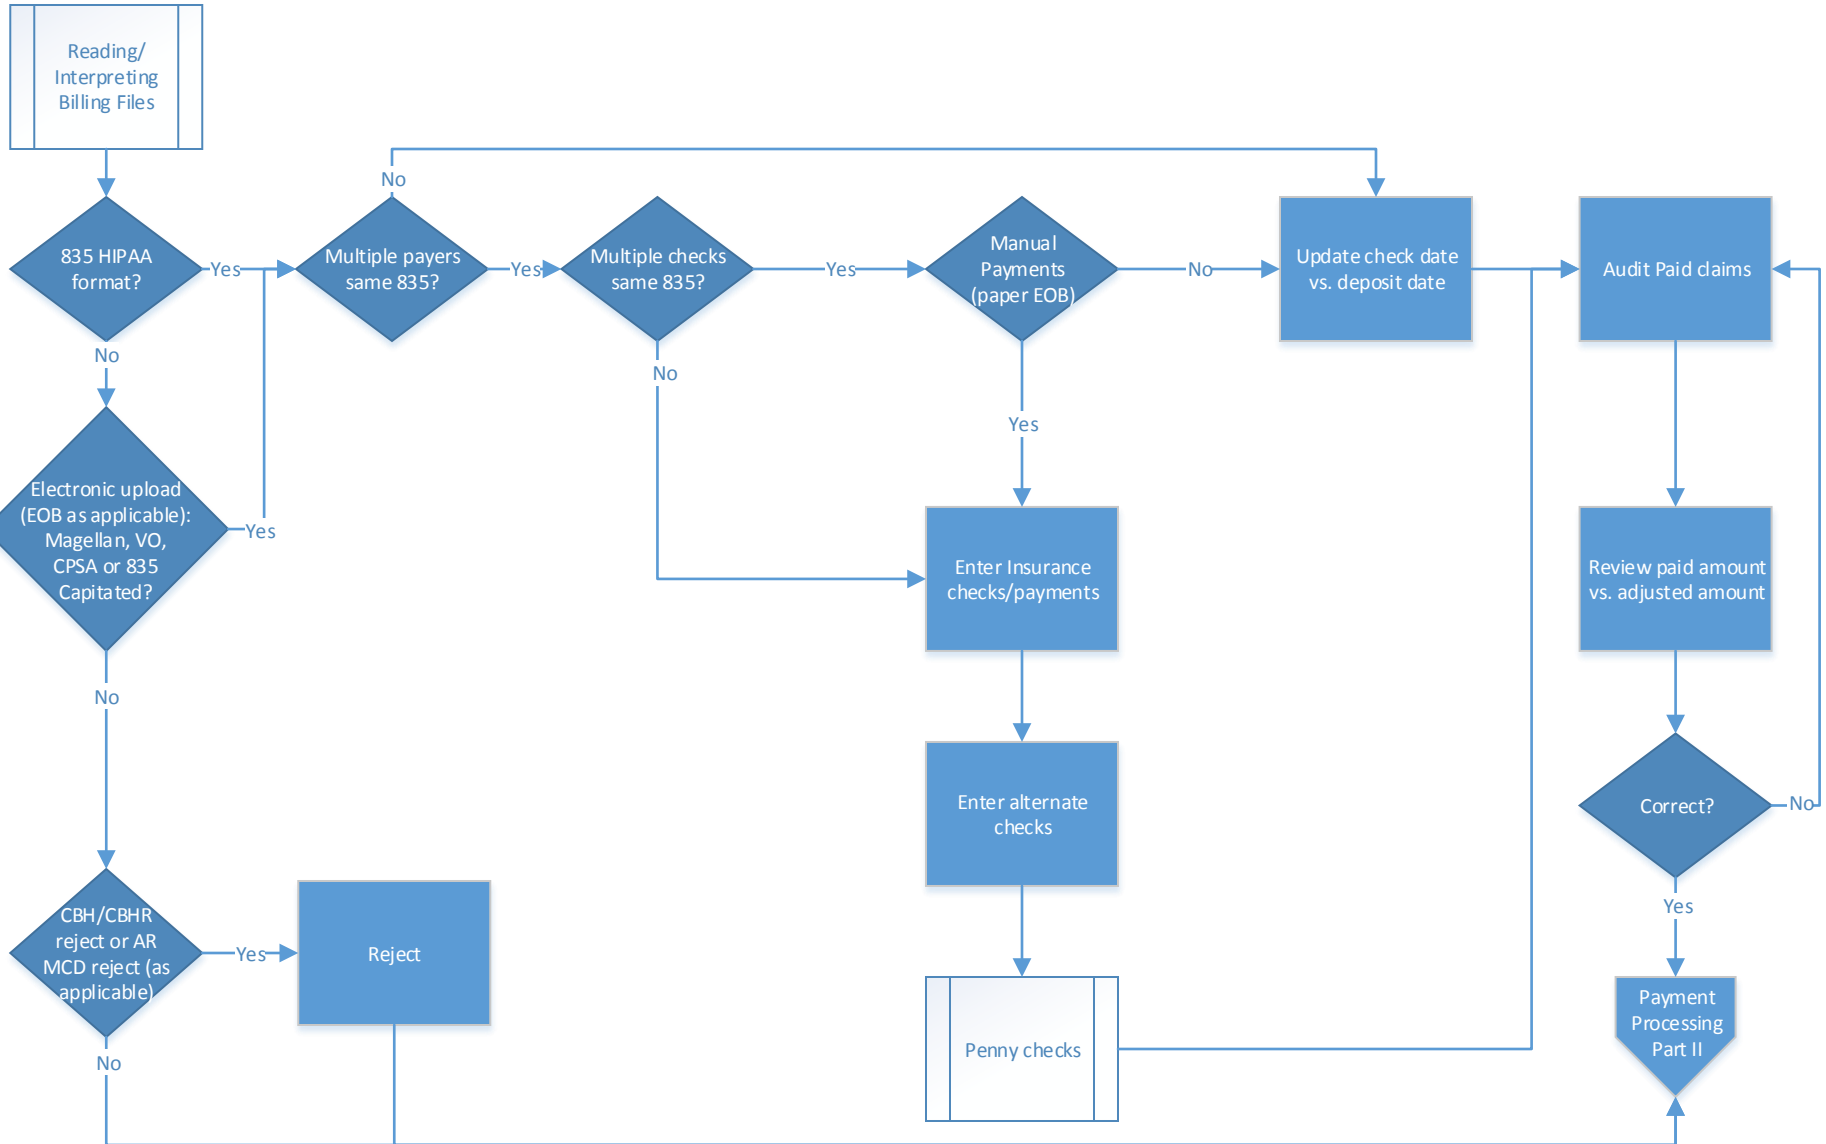 Reading/
Interpreting
Billing Files
No
835 HIPAA
format?
Yes
Multiple payers
same 835?
Yes
Multiple checks
same 835?
Yes
Manual
Payments
(paper EOB)
No
Update check date
vs. deposit date
Audit Paid claims
No
No
Yes
Electronic upload
(EOB as applicable):
Magellan, VO,
CPSA or 835
Capitated?
Yes
Enter Insurance
checks/payments
Review paid amount
vs. adjusted amount
No
Enter alternate
checks
Correct?
No
CBH/CBHR
reject or AR
MCD reject (as
applicable)
Yes
Reject
Yes
Penny checks
Payment
Processing
Part II
No